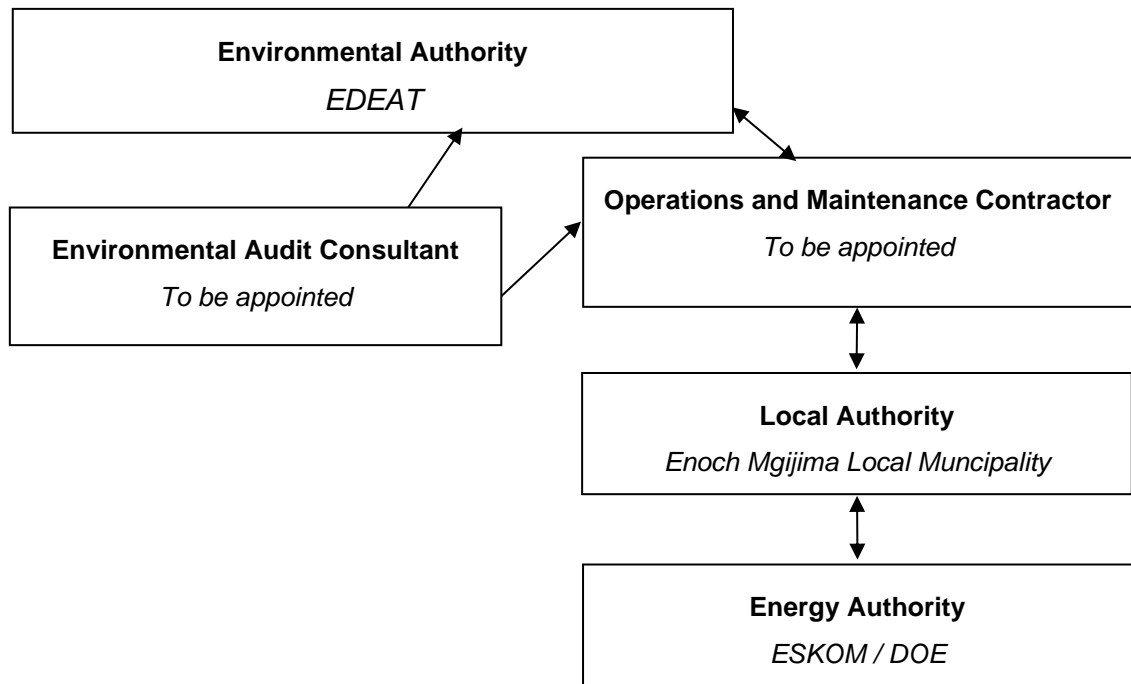 Environmental Authority
EDEAT
Operations and Maintenance Contractor
To be appointed
Environmental Audit Consultant
To be appointed
Local Authority
Enoch Mgijima Local Muncipality
Energy Authority
ESKOM / DOE